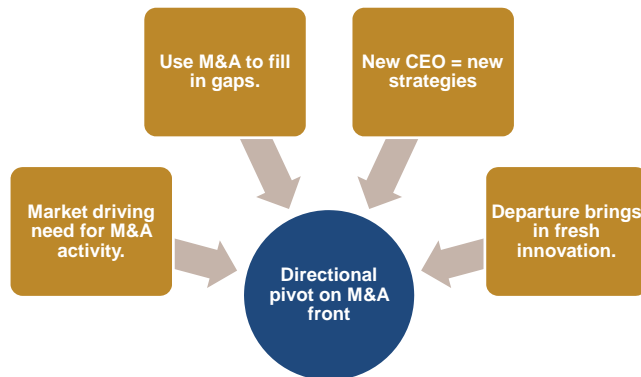 Use M&A to fill
in gaps.
New CEO = new
strategies
Market driving
need for M&A
activity.
Departure brings
in fresh
innovation.
Directional
pivot on M&A
front